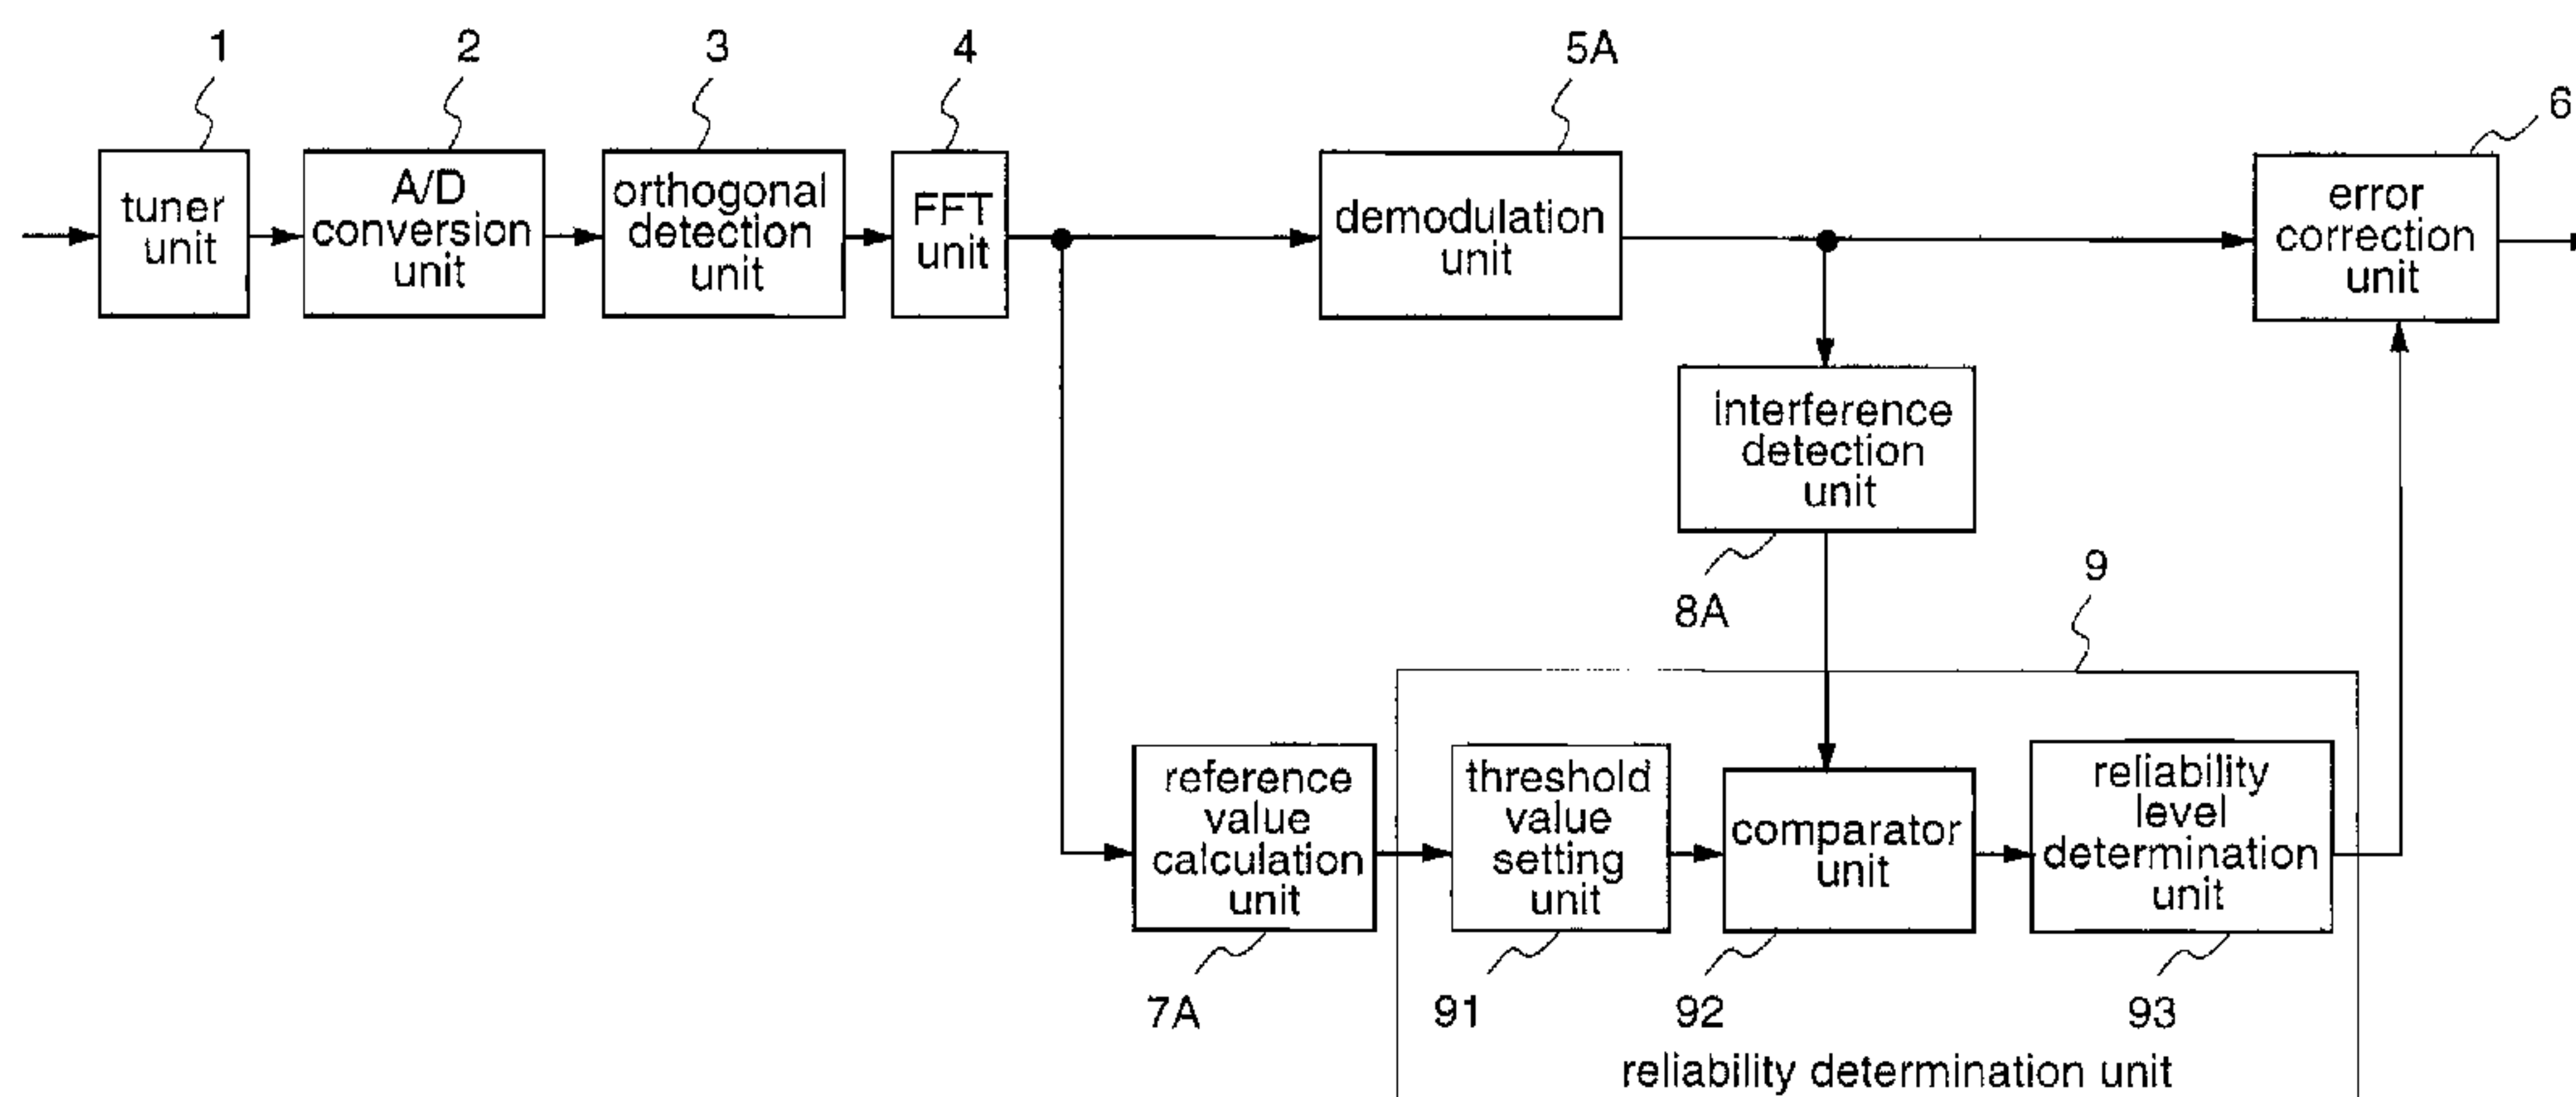 1
2
3
4
5A
6
tuner
unit
A/D
conversion
unit
orthogonal
detection
unit
FFT
unit
demodulation
unit
error
correction
unit
interference
detection
unit
8A
9
reference
value
calculation
unit
threshold
value
setting
unit
comparator
unit
reliability
level
determination
unit
7A
91
92
93
reliability determination unit